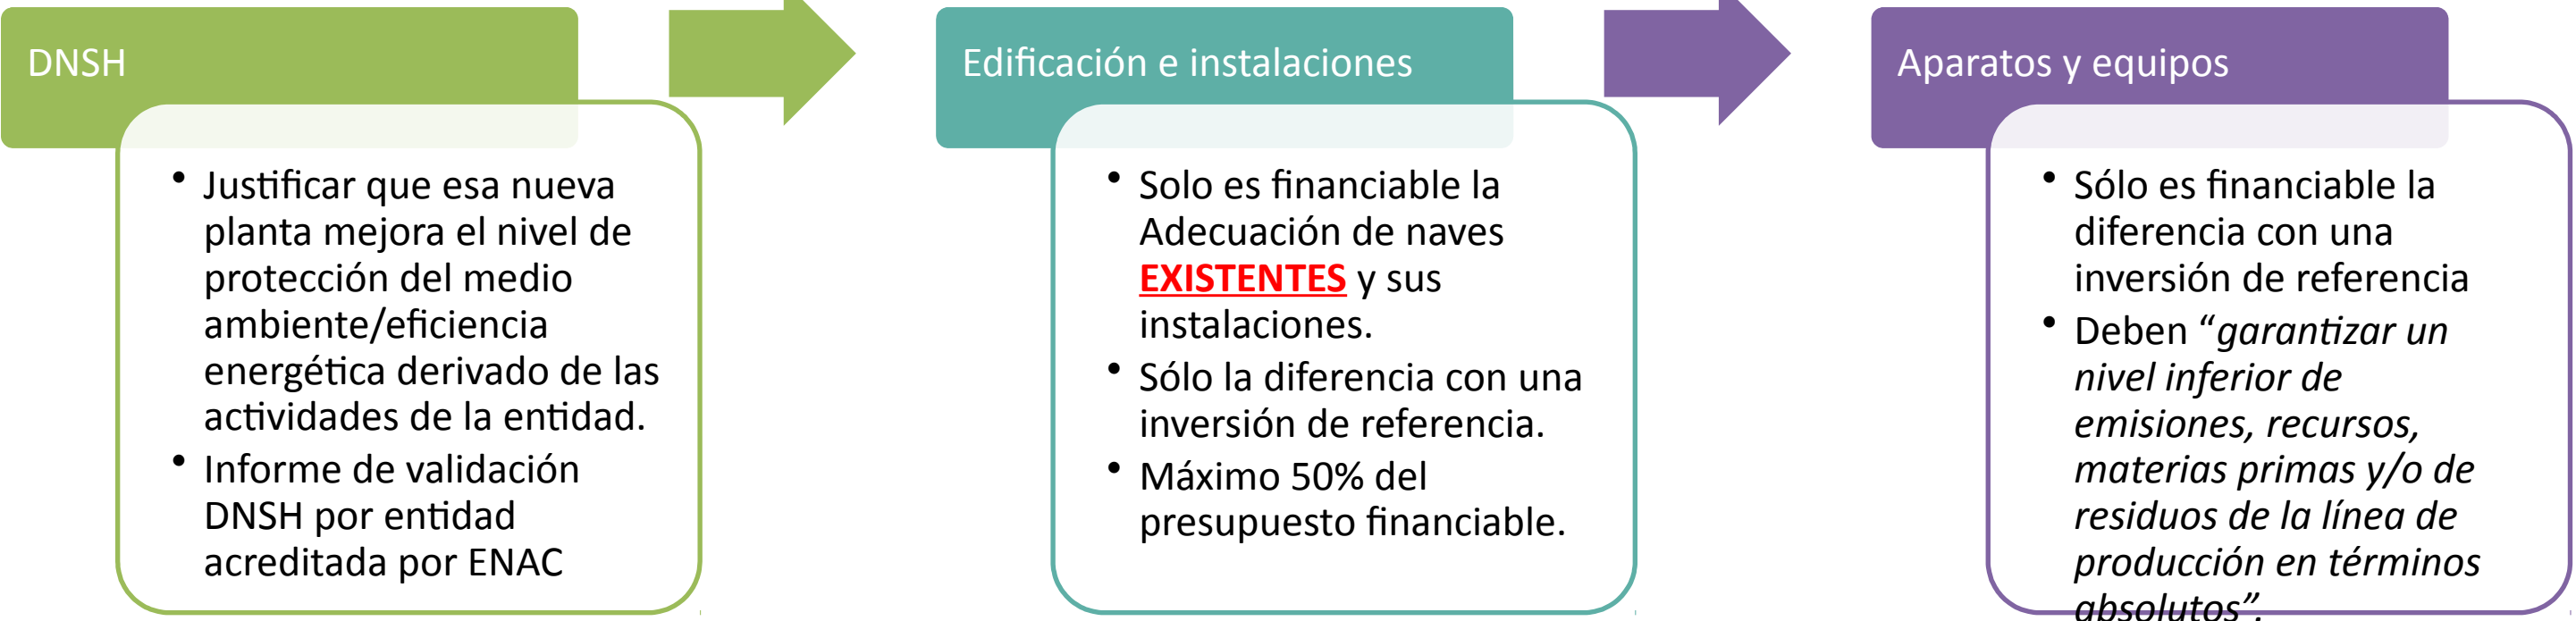 DNSH
• Justificar que esa nueva
planta mejora el nivel de
protección del medio
ambiente/eficiencia
energética derivado de las
actividades de la entidad.
• Informe de validación
DNSH por entidad
acreditada por ENAC
Edificación e instalaciones
• Solo es financiable la
Adecuación de naves
EXISTENTES y sus
instalaciones.
• Sólo la diferencia con una
inversión de referencia.
• Máximo 50% del
presupuesto financiable.
Aparatos y equipos
• Sólo es financiable la
diferencia con una
inversión de referencia
• Deben “garantizar un
nivel inferior de
emisiones, recursos,
materias primas y/o de
residuos de la línea de
producción en términos
absolutos”.